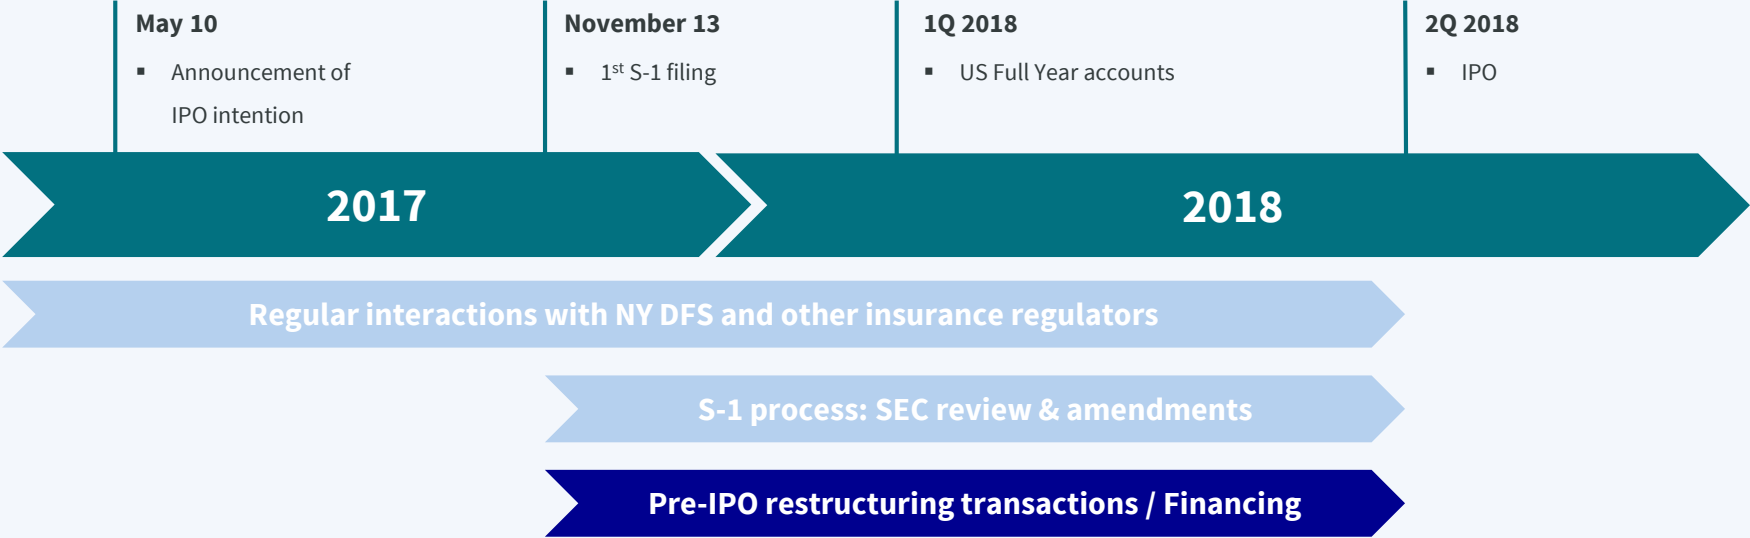 May 10
▪ Announcement of
IPO intention
November 13
▪ 1st S-1 filing
1Q 2018
▪ US Full Year accounts
2Q 2018
▪ IPO
2017
2018
Regular interactions with NY DFS and other insurance regulators
S-1 process: SEC review & amendments
Pre-IPO restructuring transactions / Financing